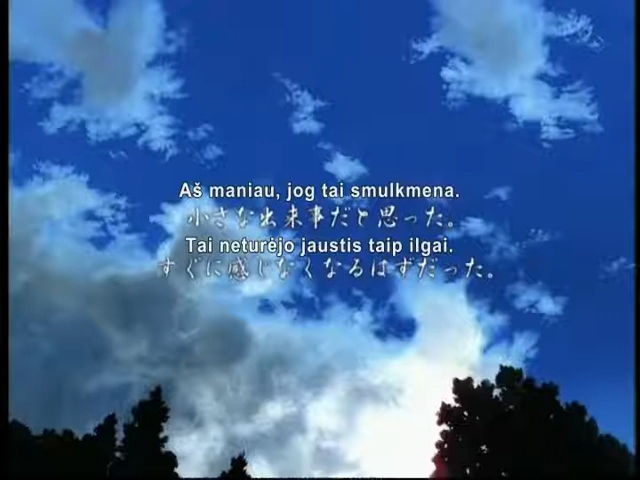 Aš maniau, jog tai smulkmena.
小さな出来事だと思った。
Tai neturėjo jaustis taip ilgai.
すぐに感じなくなるはずだった。